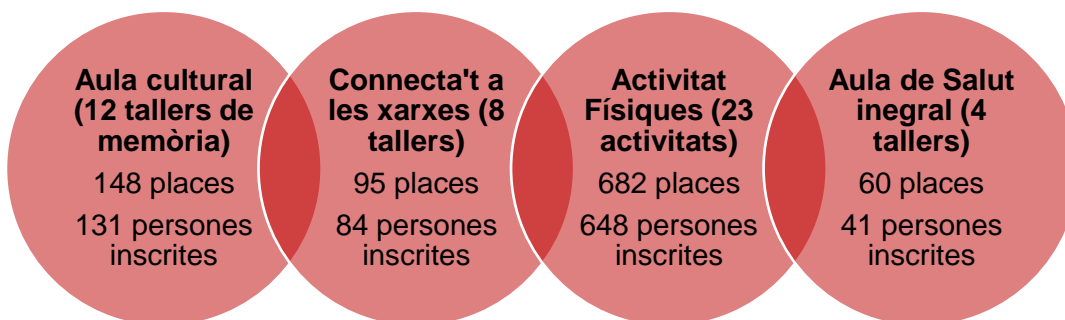 Aula cultural
(12 tallers de
memòria)
148 places
131 persones
inscrites
Connecta't a
les xarxes (8
tallers)
95 places
84 persones
inscrites
Activitat
Físiques (23
activitats)
682 places
648 persones
inscrites
Aula de Salut
inegral (4
tallers)
60 places
41 persones
inscrites